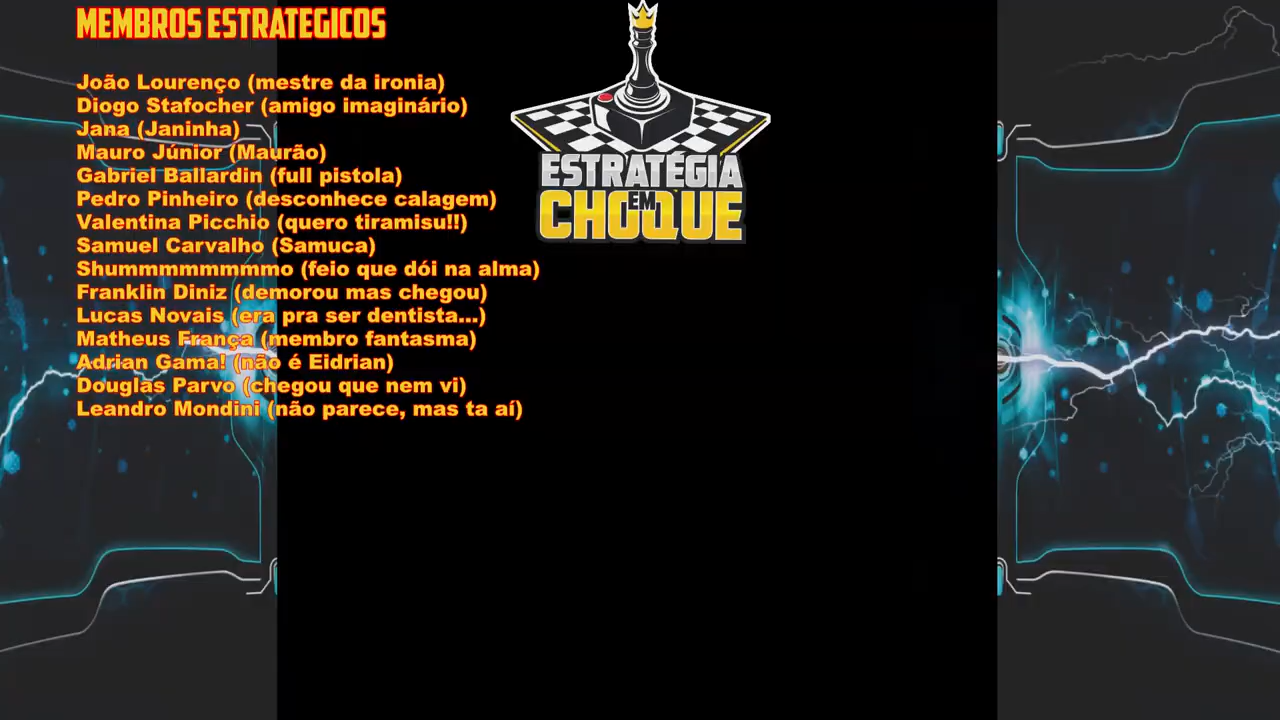 MEMBROS ESTRATEGICOS
João Lourenço (mestre da ironia)
Diogo Stafocher (amigo imaginário)
Jana (Janinha)
Mauro Júnior (Maurão)
Gabriel Ballardin (full pistola)
Pedro Pinheiro (desconhece calagem)
Valentina Picchio (quero tiramisu!!)
Samuel Carvalho (Samuca)
Shummmmmmmmo (feio que dói na alma)
Franklin Diniz (demorou mas chegou)
Lucas Novais (era pra ser dentista...)
Matheus França (membro fantasma)
Adrian Gama! (não é Eidrian)
Douglas Parvo (chegou que nem vi)
Leandro Mondini (não parece, mas ta aí)
ESTRATÉGIA
EM
CHOQUE